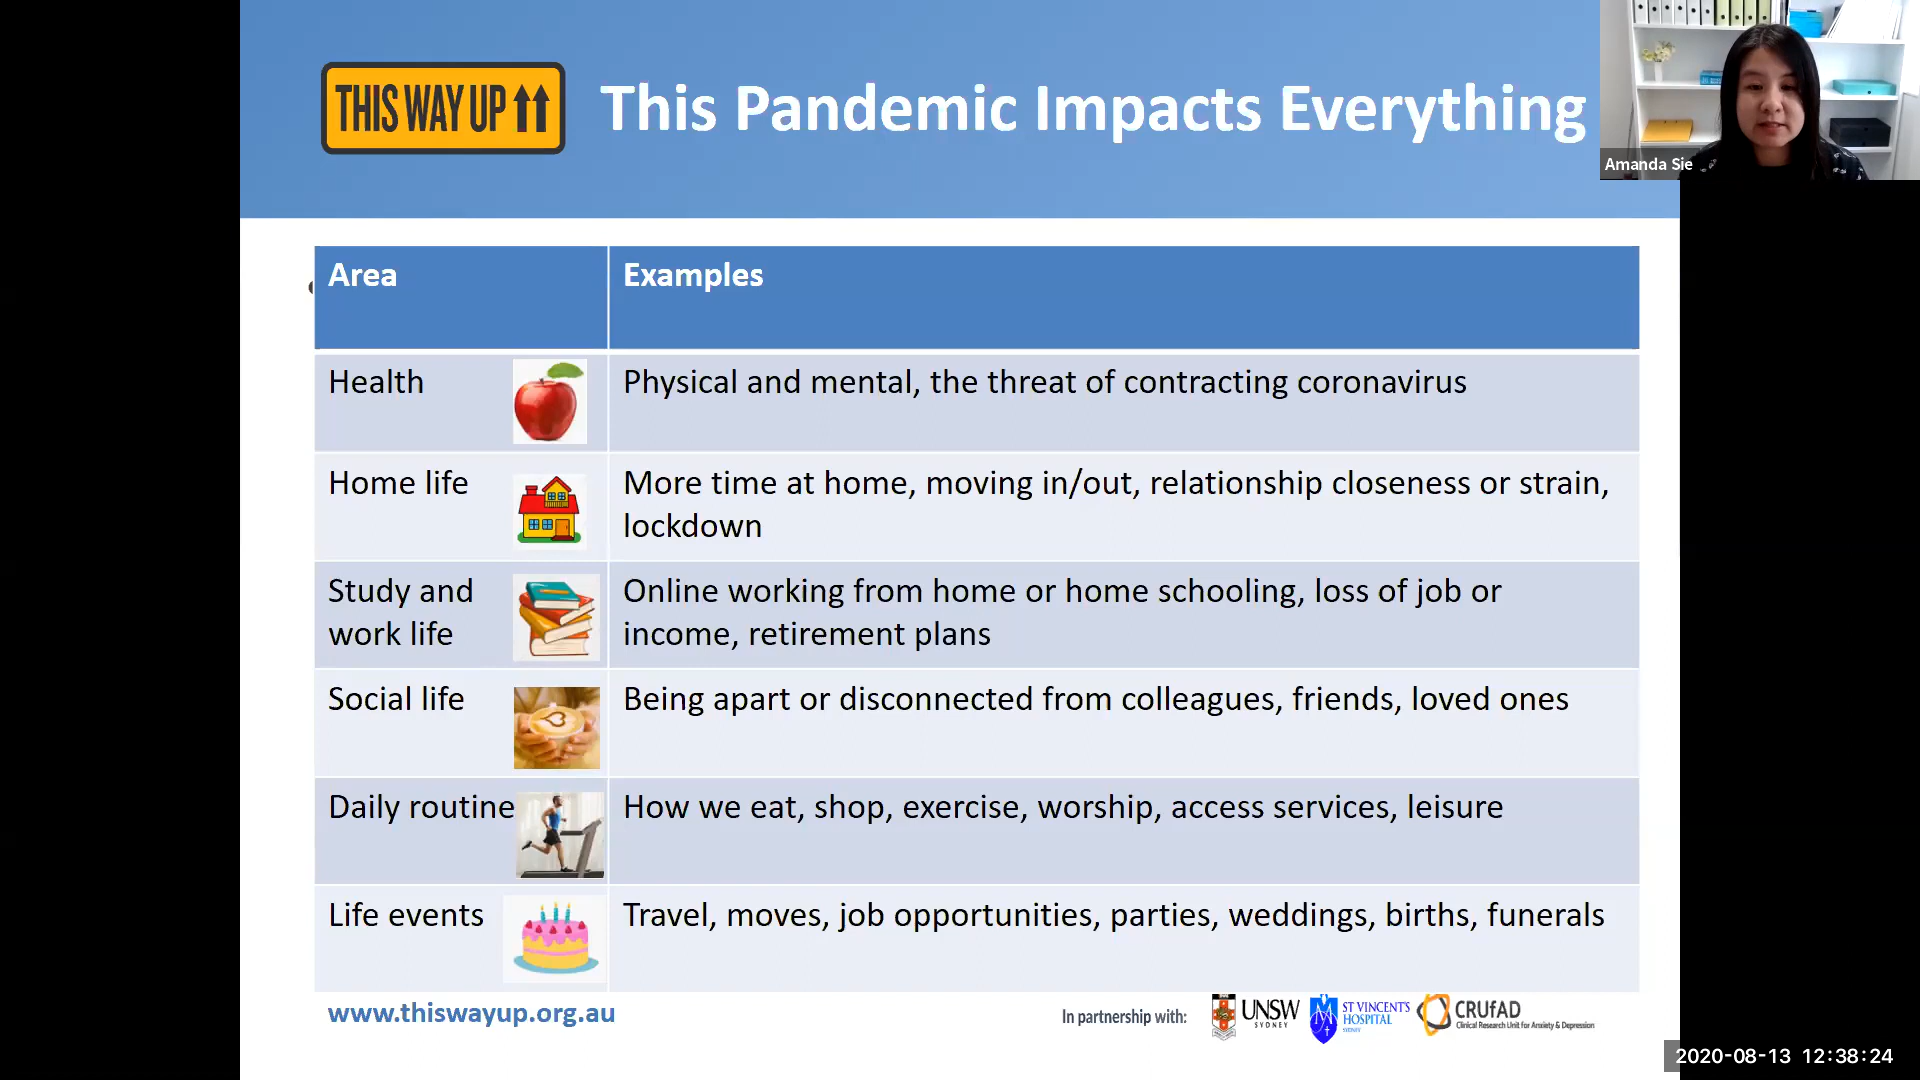 THIS WAY UP
This Pandemic Impacts Everything
Amanda Sie
Area
Examples
Health
Physical and mental, the threat of contracting coronavirus
Home life
More time at home, moving in/out, relationship closeness or strain,
lockdown
Study and
work life
Online working from home or home schooling, loss of job or
income, retirement plans
Social life
Being apart or disconnected from colleagues, friends, loved ones
Daily routine
How we eat, shop, exercise, worship, access services, leisure
Life events
Travel, moves, job opportunities, parties, weddings, births, funerals
www.thiswayup.org.au
In partnership with:
UNSW
SYDNEY
ST VINCENT'S
HOSPITAL
SYDNEY
CRUFAD
Clinical Research Unit for Anxiety & Depression
2020-08-13 12:38:24